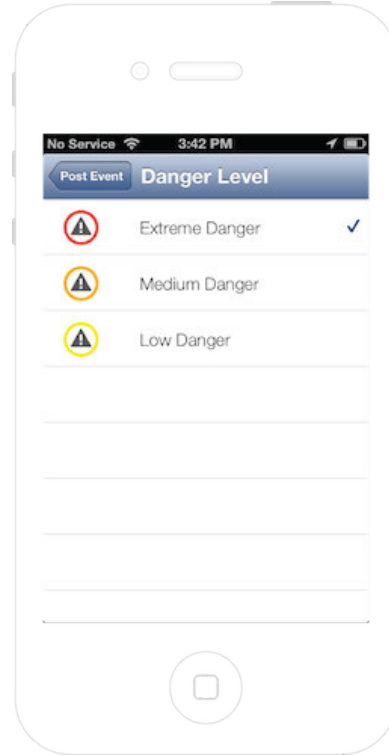 No Service 3:42 PM
Post Event Danger Level
Extreme Danger
Medium Danger
Low Danger